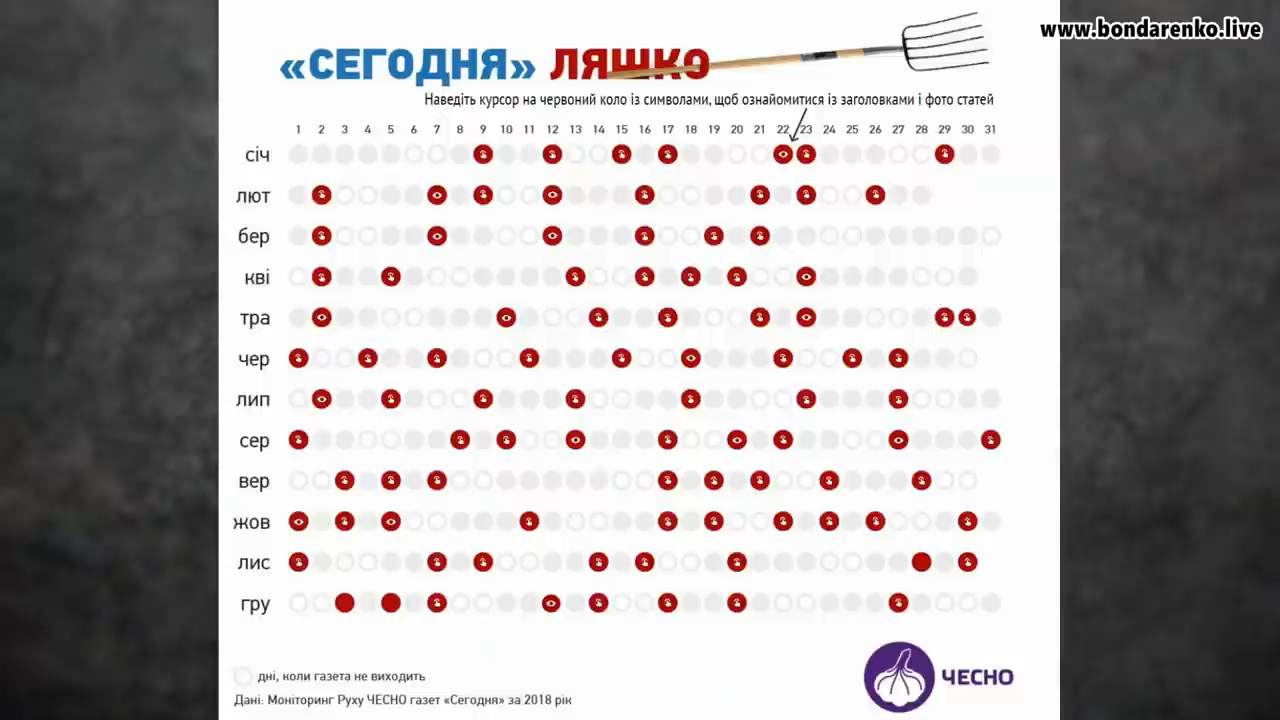 www.bondarenko.live
«СЕГОДНЯ» ЛЯШКО
Наведіть курсор на червоний коло із символами, щоб ознайомитися із заголовками і фото статей
1 2 3 4 5 6 7 8 9 10 11 12 13 14 15 16 17 18 19 20 21 22 23 24 25 26 27 28 29 30 31
січ
лют
бер
кві
тра
чер
лип
сер
вер
жов
лис
гру
дні, коли газета не виходить
Дані: Моніторинг Руху ЧЕСНО газет «Сегодня» за 2018 рік
ЧЕСНО